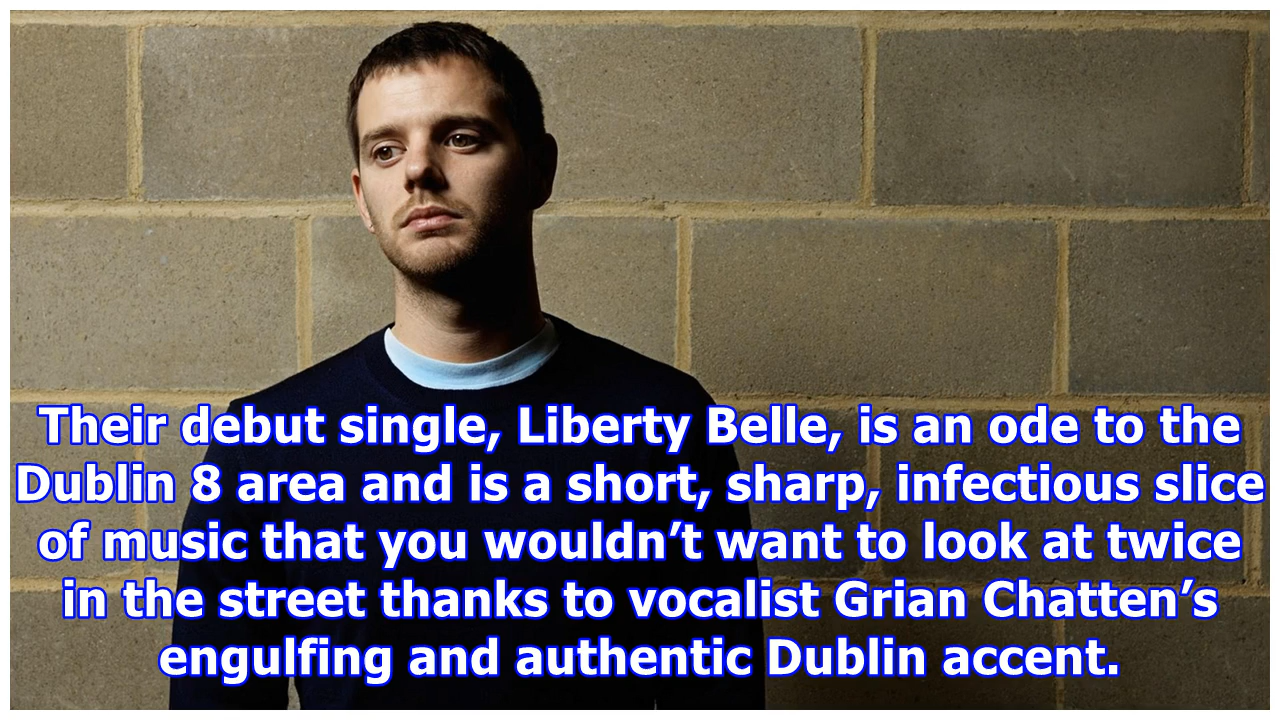 Their debut single, Liberty Belle, is an ode to the
Dublin 8 area and is a short, sharp, infectious slice
of music that you wouldn’t want to look at twice
in the street thanks to vocalist Grian Chatten’s
engulfing and authentic Dublin accent.